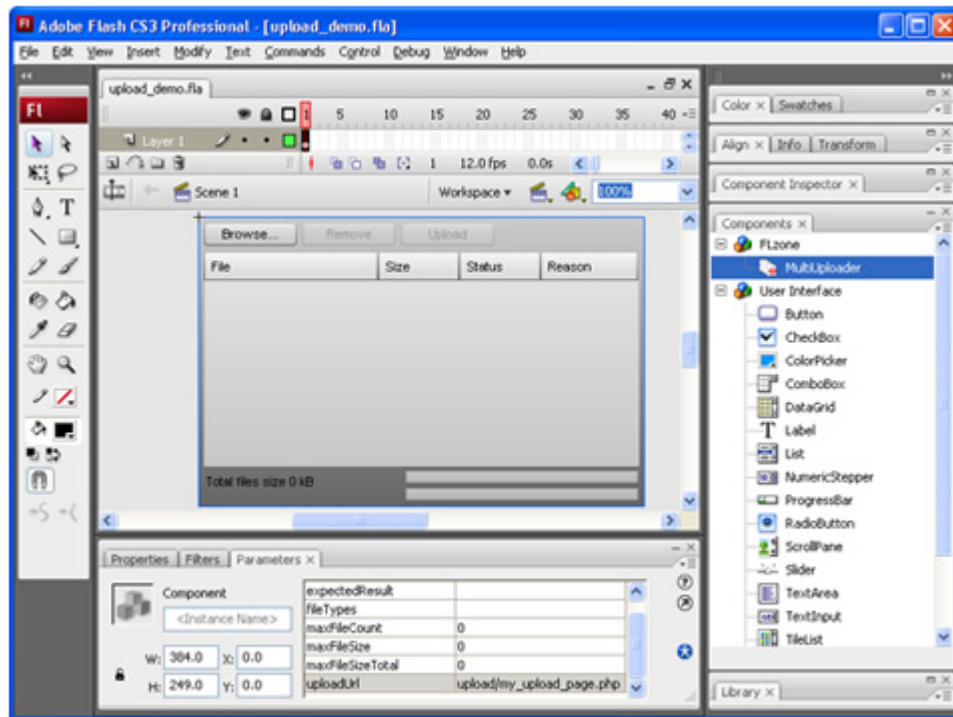 Adobe Flash CS3 Professional - [upload_demo.fla]
File Edit View Insert Modify Text Commands Control Debug Window Help
upload_demo.fla
Fl
1 5 10 15 20 25 30 35 40
Layer 1
1 12.0 fps 0.0s
Scene 1
Workspace
100%
Browse... Remove Upload
File Size Status Reason
Total files size 0 kB
Properties Filters Parameters
Component
<Instance Name>
W: 384.0 X: 0.0
H: 249.0 Y: 0.0
expectedResult
fileTypes
maxFileCount 0
maxFileSize 0
maxFileSizeTotal 0
uploadUrl upload/my_upload_page.php
Color Swatches
Align Info Transform
Component Inspector
Components
FLzone
MultiUploader
User Interface
Button
CheckBox
ColorPicker
ComboBox
DataGrid
Label
List
NumericStepper
ProgressBar
RadioButton
ScrollPane
Slider
TextArea
TextInput
TileList
Library